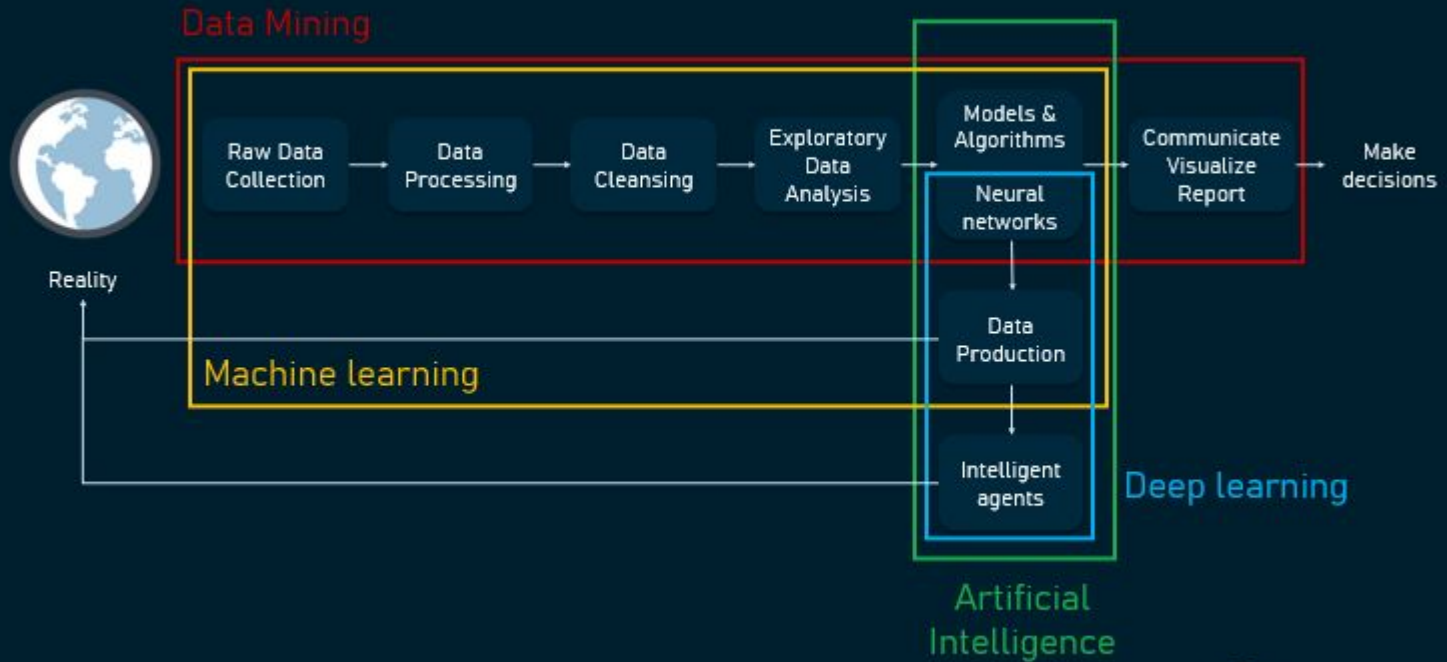 Data Mining
Raw Data
Collection
Data
Processing
Data
Cleansing
Exploratory
Data
Analysis
Models &
Algorithms
Neural
networks
Communicate
Visualize
Report
Make
decisions
Reality
Data
Production
Machine learning
Intelligent
agents
Deep learning
Artificial
Intelligence